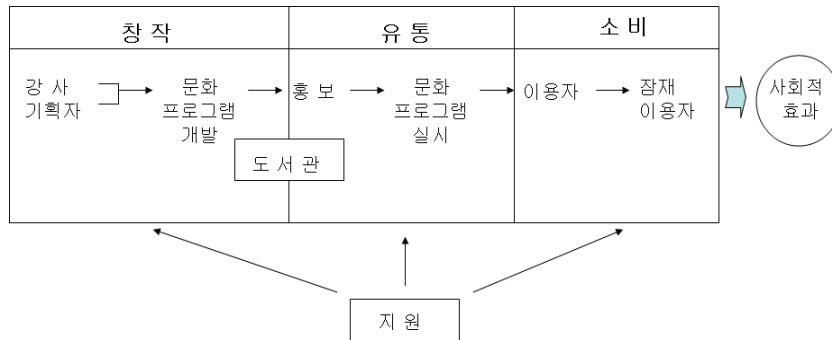 창 작
유 통
소 비
강 사
기획자
문화
프로그램
개발
홍 보
문화
프로그램
실시
이용자
잠재
이용자
사회적
효과
도 서 관
지 원